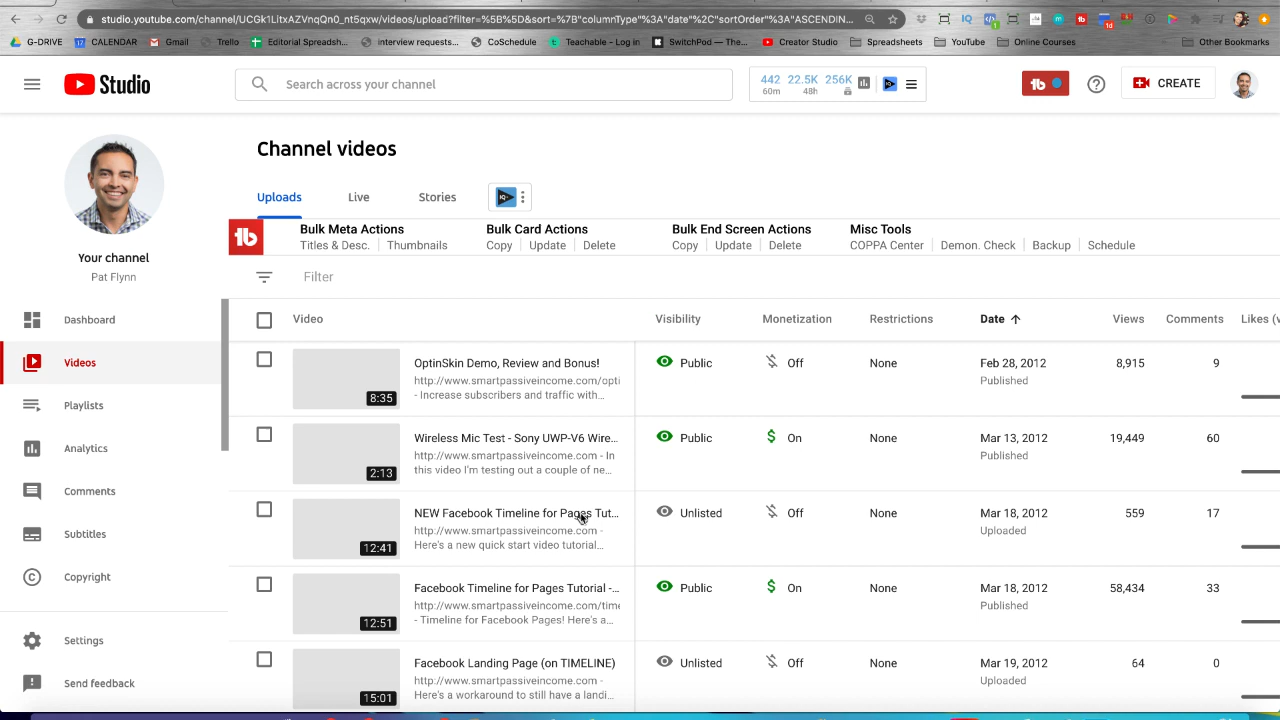 studio.youtube.com/channel/UCGk1LitxAZVnqQn0_nt5qxw/videos/upload?filter=%5B%5D&sort=%7B"columnType"%3A"date"%2C"sortOrder"%3A"ASCENDIN...
G-DRIVE CALENDAR Gmail Trello Editorial Spreadsh... interview requests... CoSchedule Teachable – Log in SwitchPod — The... Creator Studio Spreadsheets YouTube Online Courses Other Bookmarks
Studio
Search across your channel
442 22.5K 256K
60m 48h
tb
CREATE
Channel videos
Uploads Live Stories
tb
Bulk Meta Actions Bulk Card Actions Bulk End Screen Actions Misc Tools
Titles & Desc. Thumbnails Copy Update Delete Copy Update Delete COPPA Center Demon. Check Backup Schedule
Your channel
Pat Flynn
Dashboard
Videos
Playlists
Analytics
Comments
Subtitles
Copyright
Settings
Send feedback
Filter
Video Visibility Monetization Restrictions Date Views Comments Likes (v
OptinSkin Demo, Review and Bonus! Public Off None Feb 28, 2012 8,915 9
http://www.smartpassiveincome.com/opti Published
- Increase subscribers and traffic with...
8:35
Wireless Mic Test - Sony UWP-V6 Wire... Public On None Mar 13, 2012 19,449 60
http://www.smartpassiveincome.com - In Published
this video I'm testing out a couple of ne...
2:13
NEW Facebook Timeline for Pages Tut... Unlisted Off None Mar 18, 2012 559 17
http://www.smartpassiveincome.com - Uploaded
Here's a new quick start video tutorial...
12:41
Facebook Timeline for Pages Tutorial -... Public On None Mar 18, 2012 58,434 33
http://www.smartpassiveincome.com/time Published
- Timeline for Facebook Pages! Here's a...
12:51
Facebook Landing Page (on TIMELINE) Unlisted Off None Mar 19, 2012 64 0
http://www.smartpassiveincome.com - Uploaded
Here's a workaround to still have a landi...
15:01